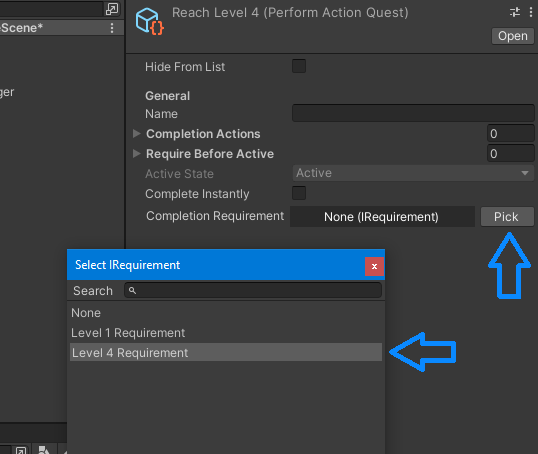 Reach Level 4 (Perform Action Quest)
Scene*
Open
Hide From List
ger
General
Name
Completion Actions 0
Require Before Active 0
Active State Active
Complete Instantly
Completion Requirement None (IRequirement) Pick
Select IRequirement x
Search
None
Level 1 Requirement
Level 4 Requirement